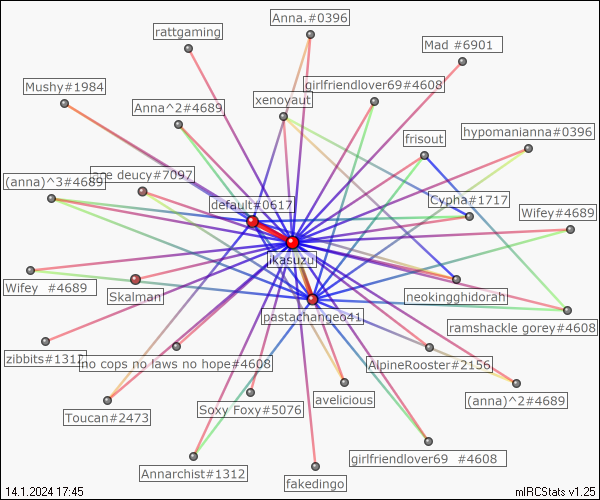 Anna.#0396
rattgaming
Mad #6901
girlfriendlover69#4608
Mushy#1984
xenoyaut
Anna^2#4689
hypomanianna#0396
frisout
ace deucy#7097
(anna)^3#4689
default#0617
Cypha#1717
Wifey#4689
jikasuzu
Wifey  #4689
Skalman
neokingghidorah
pastachangeo41
ramshackle gorey#4608
zibbits#1312
no cops no laws no hope#4608
AlpineRooster#2156
avelicious
(anna)^2#4689
Toucan#2473
Soxy Foxy#5076
girlfriendlover69  #4608
Annarchist#1312
fakedingo
14.1.2024 17:45
mIRCStats v1.25